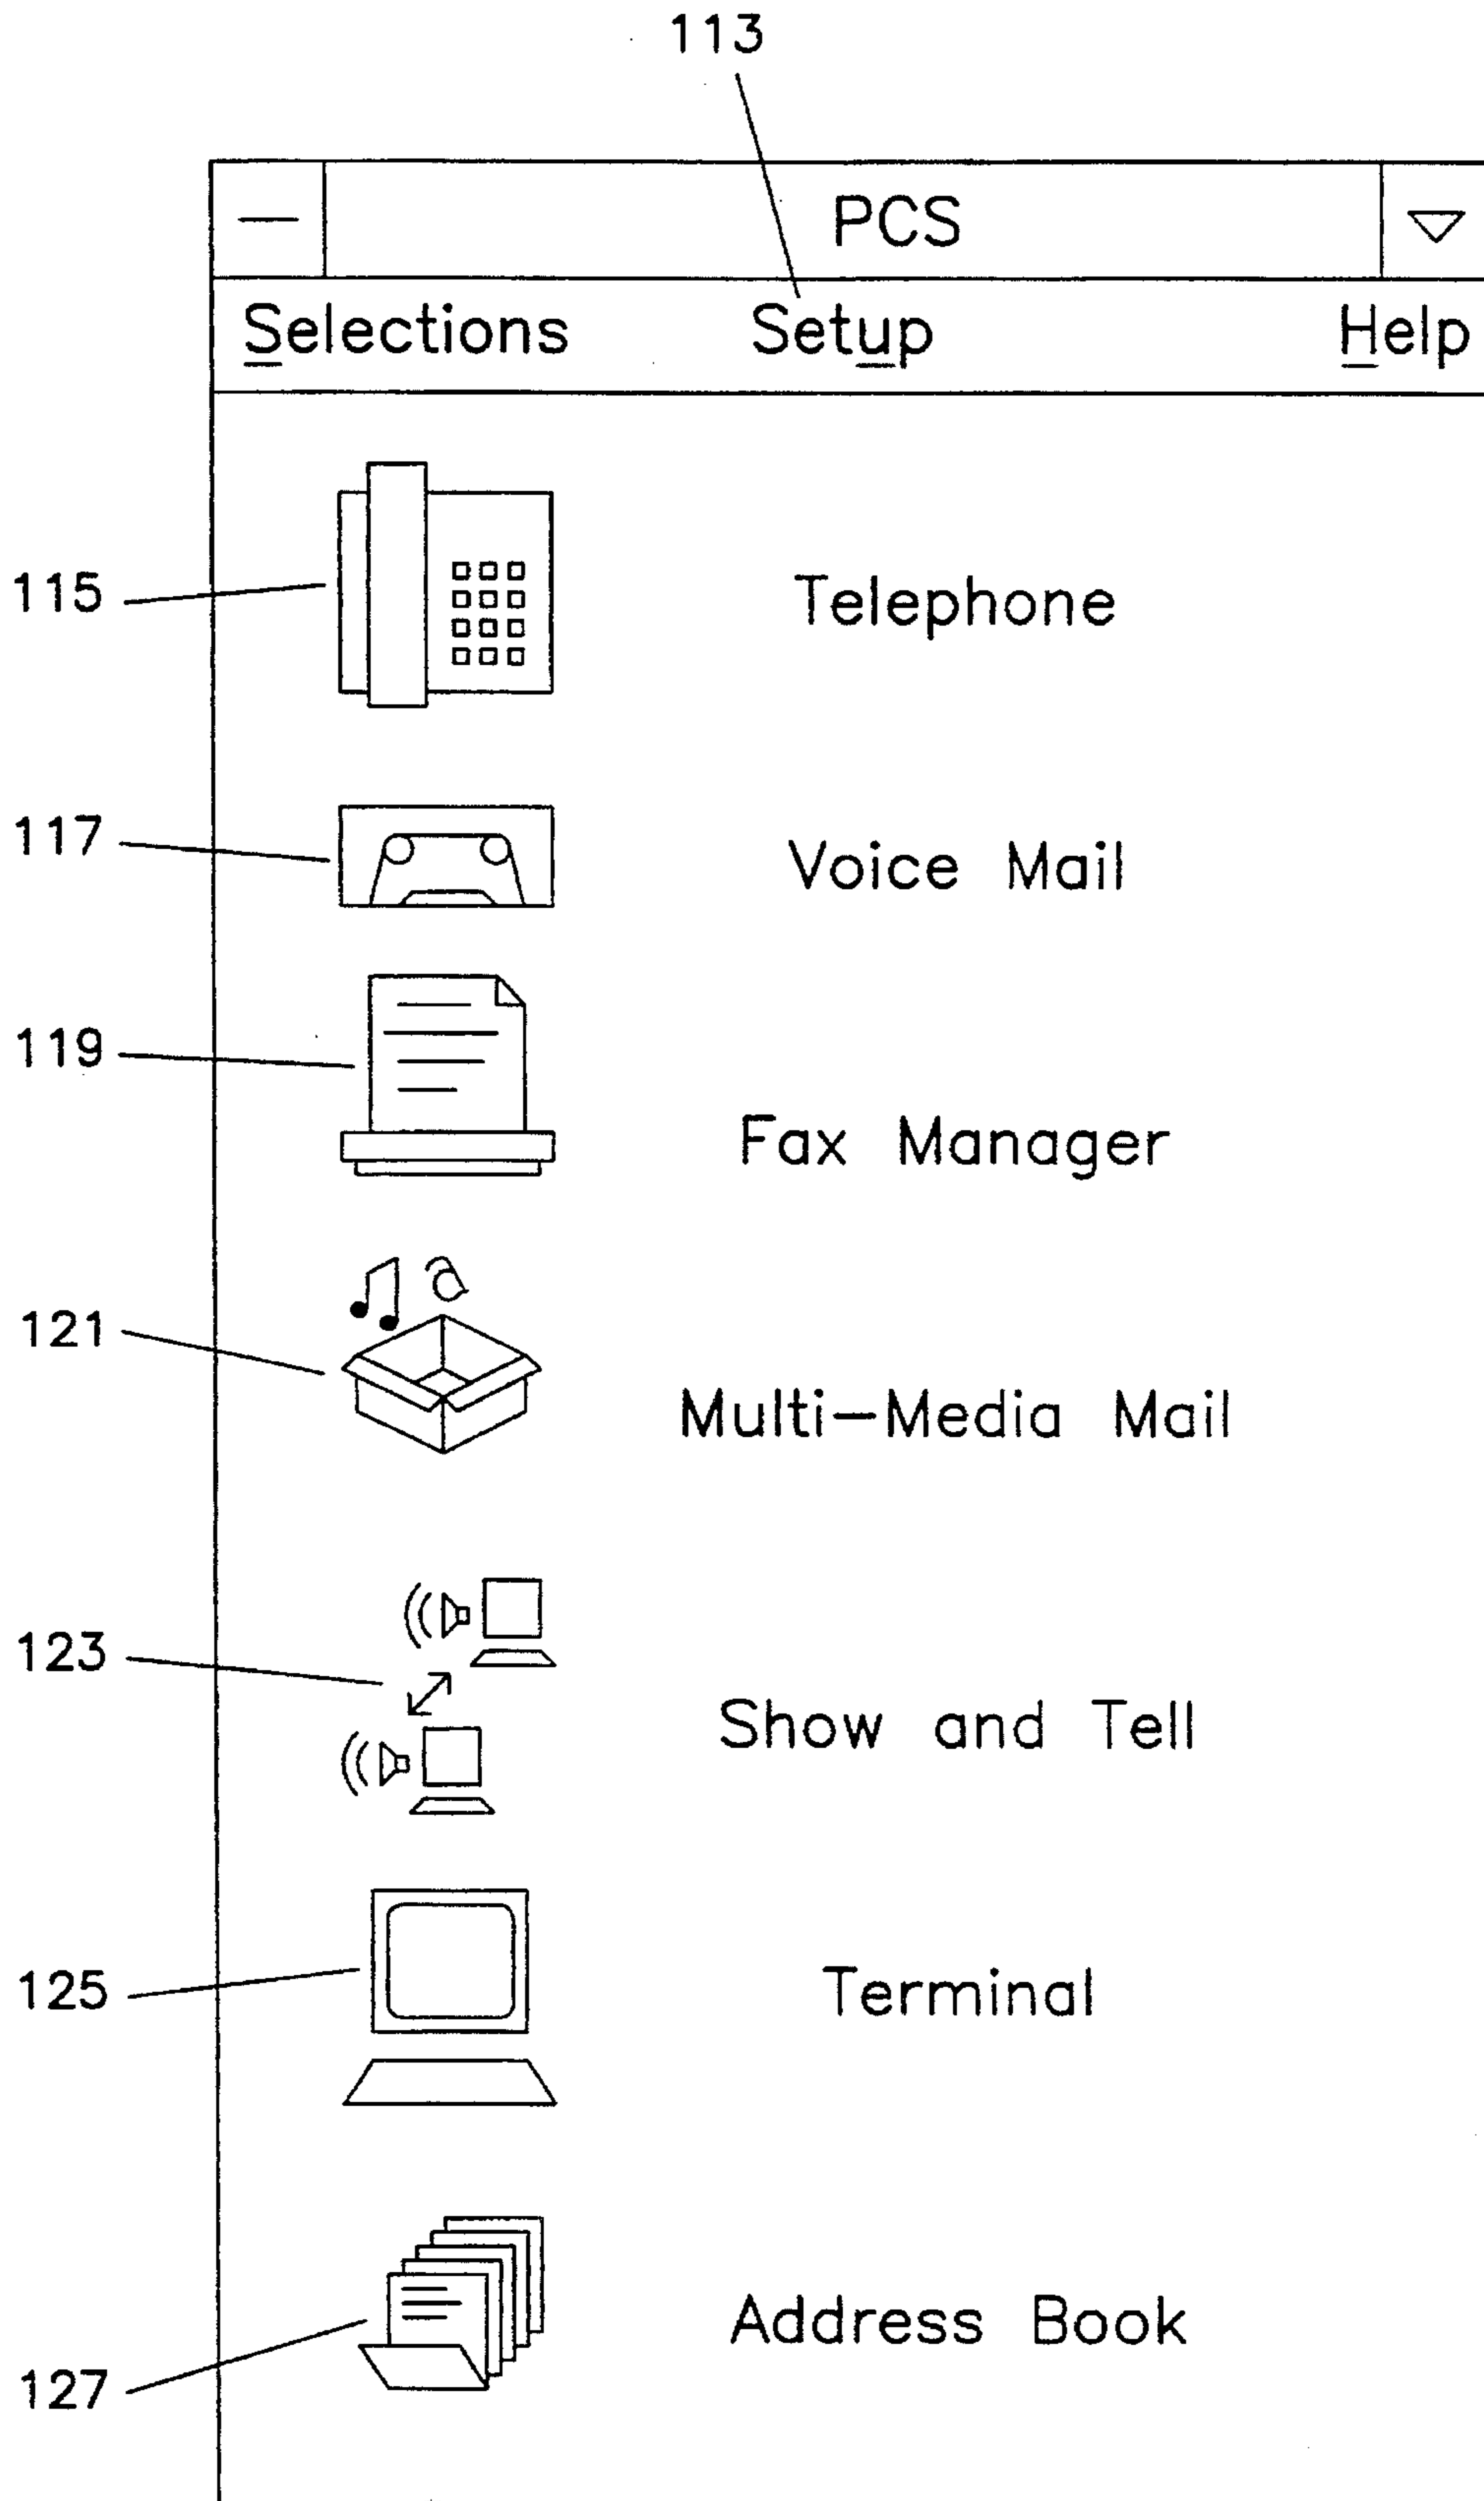 113
PCS
Selections Setup Help
115 Telephone
117 Voice Mail
119 Fax Manager
a
121 Multi-Media Mail
123 Show and Tell
125 Terminal
127 Address Book